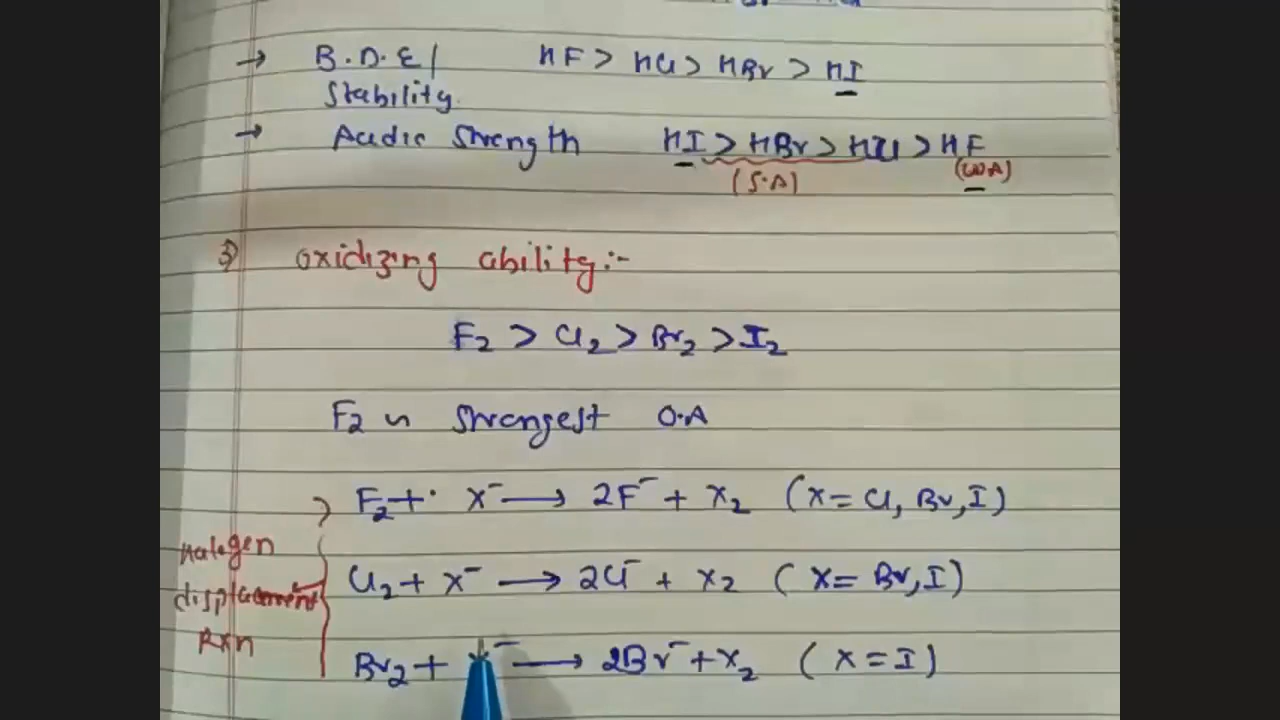 → B.D.E/ HF > HCl > HBr > HI
Stability
→ Acidic Strength HI > HBr > HCl > HF
(S.A) (WA)
3) Oxidizing ability:-
F2 > Cl2 > Br2 > I2
F2 Strongest O.A
F2 + X⁻ → 2F⁻ + X2 (X = Cl, Br, I)
Halogen
Cl2 + X⁻ → 2Cl⁻ + X2 (X = Br, I)
displacement
Rxn
Br2 + ⁻ → 2Br⁻ + X2 (X = I)